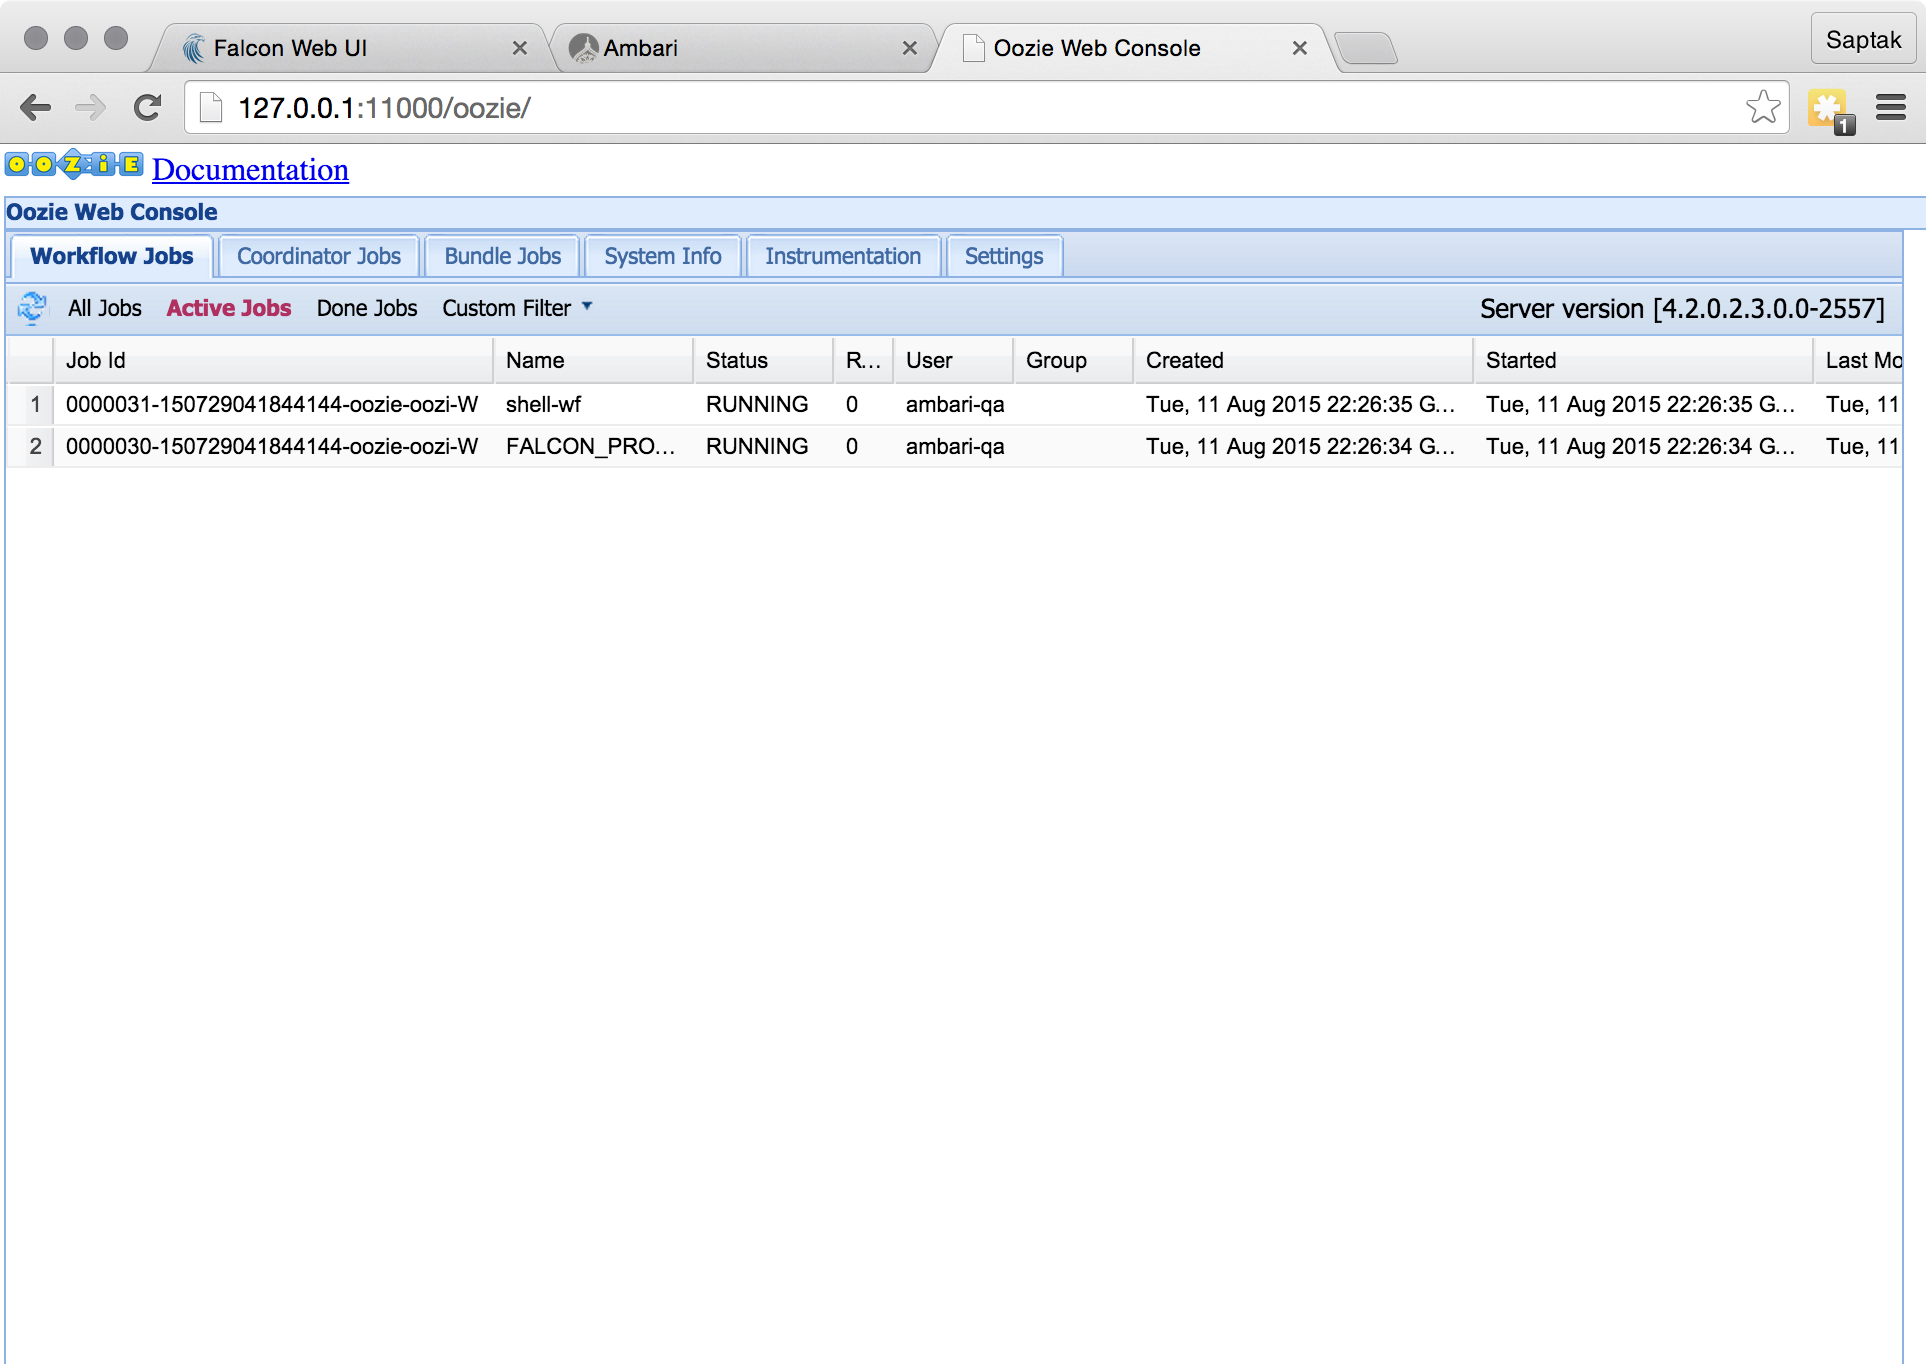 Falcon Web UI Ambari Oozie Web Console Saptak
127.0.0.1:11000/oozie/ 1
OOZIE Documentation
Oozie Web Console
Workflow Jobs Coordinator Jobs Bundle Jobs System Info Instrumentation Settings
All Jobs Active Jobs Done Jobs Custom Filter Server version [4.2.0.2.3.0.0-2557]
Job Id Name Status R... User Group Created Started Last Mo
1 0000031-150729041844144-oozie-oozi-W shell-wf RUNNING 0 ambari-qa Tue, 11 Aug 2015 22:26:35 G... Tue, 11 Aug 2015 22:26:35 G... Tue, 11
2 0000030-150729041844144-oozie-oozi-W FALCON_PRO... RUNNING 0 ambari-qa Tue, 11 Aug 2015 22:26:34 G... Tue, 11 Aug 2015 22:26:34 G... Tue, 11